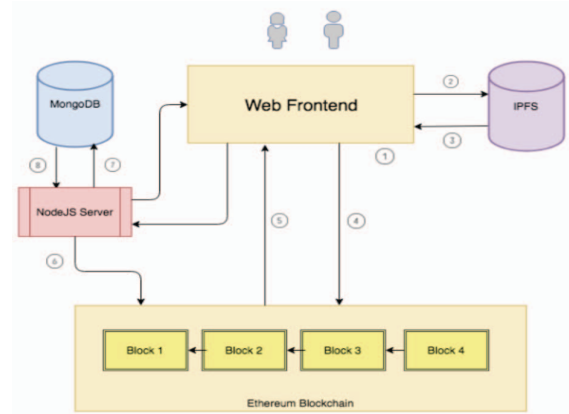 MongoDB
Web Frontend
IPFS
2
3
1
8
7
NodeJS Server
4
5
6
Block 1
Block 2
Block 3
Block 4
Ethereum Blockchain